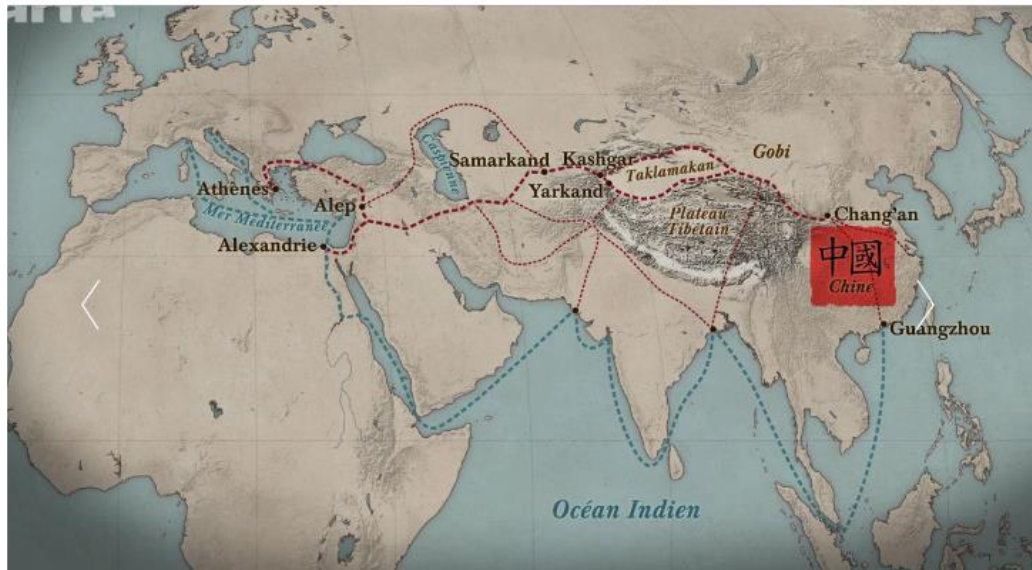 arte
Caspienne
Samarkand
Kashgar
Gobi
Taklamakan
Athènes
Yarkand
Alep
Mer Méditerranée
Plateau
Tibétain
Chang'an
Alexandrie
中國
Chine
Guangzhou
Océan Indien